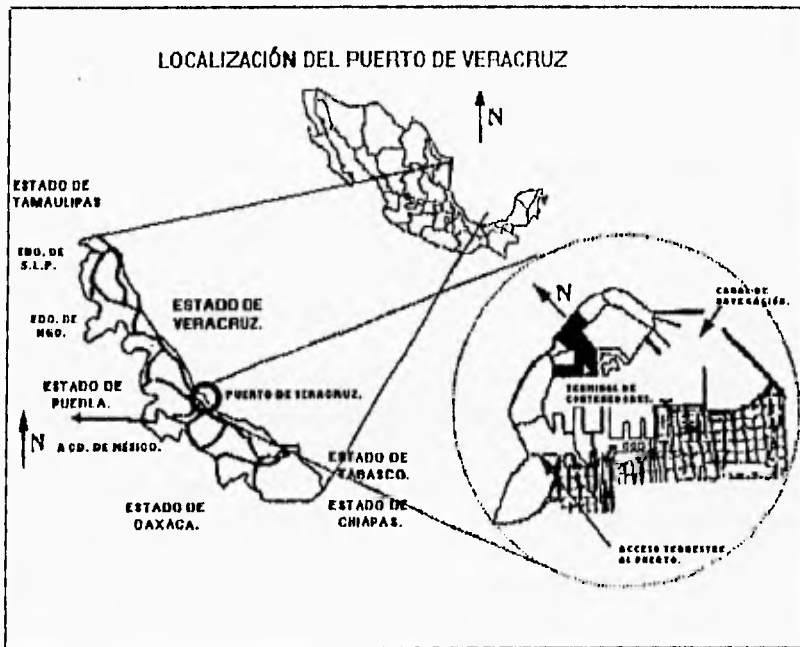 LOCALIZACIÓN DEL PUERTO DE VERACRUZ
N
ESTADO DE
TAMAULIPAS
EDO. DE
S.L.P.
ESTADO DE
VERACRUZ.
EDO. DE
HGO.
ESTADO DE
PUEBLA.
PUERTO DE VERACRUZ.
N
A CD. DE MÉXICO.
ESTADO DE
TABASCO.
ESTADO DE
OAXACA.
ESTADO DE
CHIAPAS.
N
CANAL DE
NAVEGACIÓN.
TERMINAL DE
CONTENEDORES.
ACCESO TERRESTRE
AL PUERTO.